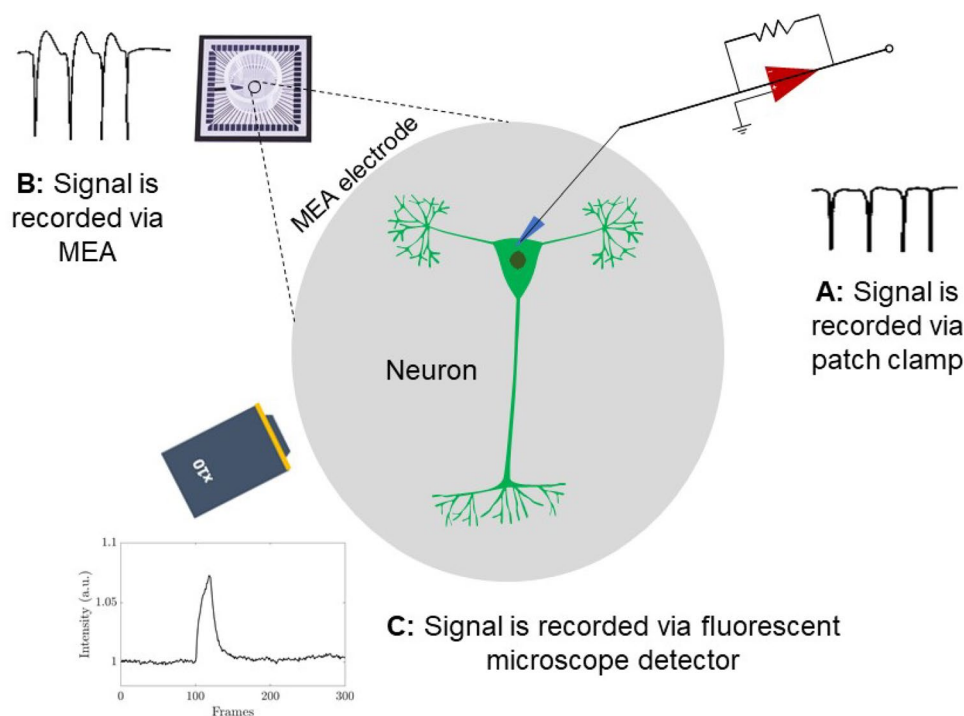 B: Signal is
recorded via
MEA
MEA electrode
A: Signal is
recorded via
patch clamp
Neuron
x10
1.1
1.05
1
Intensity (a.u.)
0
100
200
300
Frames
C: Signal is recorded via fluorescent
microscope detector